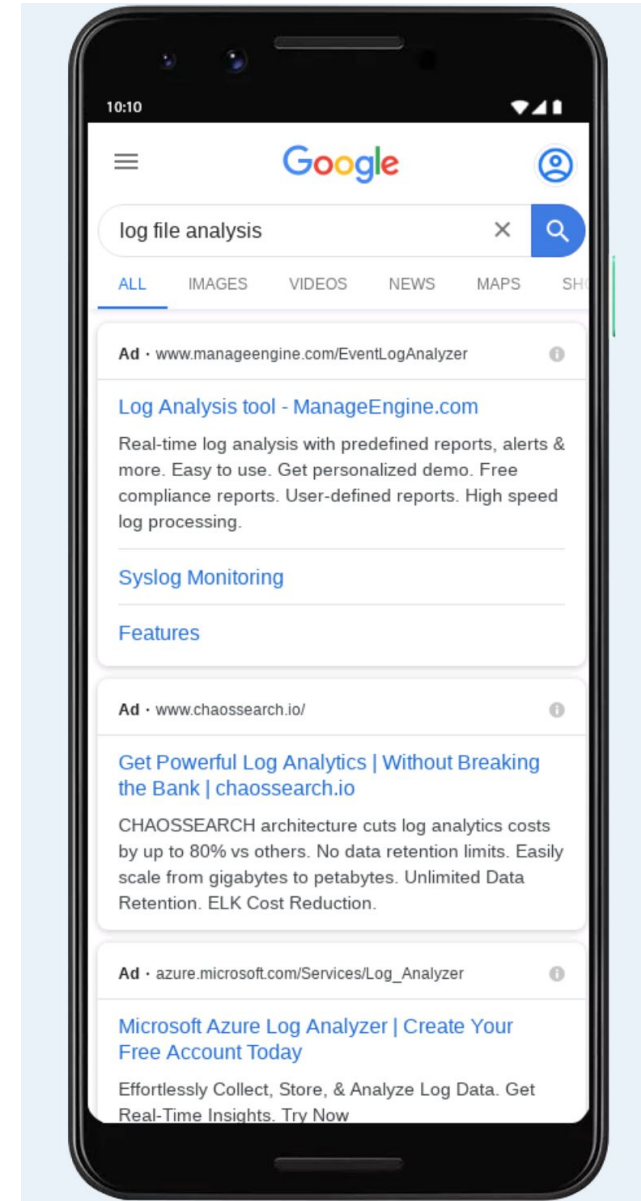 10:10
Google
log file analysis
ALL IMAGES VIDEOS NEWS MAPS SH
Ad · www.manageengine.com/EventLogAnalyzer
Log Analysis tool - ManageEngine.com
Real-time log analysis with predefined reports, alerts &
more. Easy to use. Get personalized demo. Free
compliance reports. User-defined reports. High speed
log processing.
Syslog Monitoring
Features
Ad · www.chaossearch.io/
Get Powerful Log Analytics | Without Breaking
the Bank | chaossearch.io
CHAOSSEARCH architecture cuts log analytics costs
by up to 80% vs others. No data retention limits. Easily
scale from gigabytes to petabytes. Unlimited Data
Retention. ELK Cost Reduction.
Ad · azure.microsoft.com/Services/Log_Analyzer
Microsoft Azure Log Analyzer | Create Your
Free Account Today
Effortlessly Collect, Store, & Analyze Log Data. Get
Real-Time Insights. Try Now